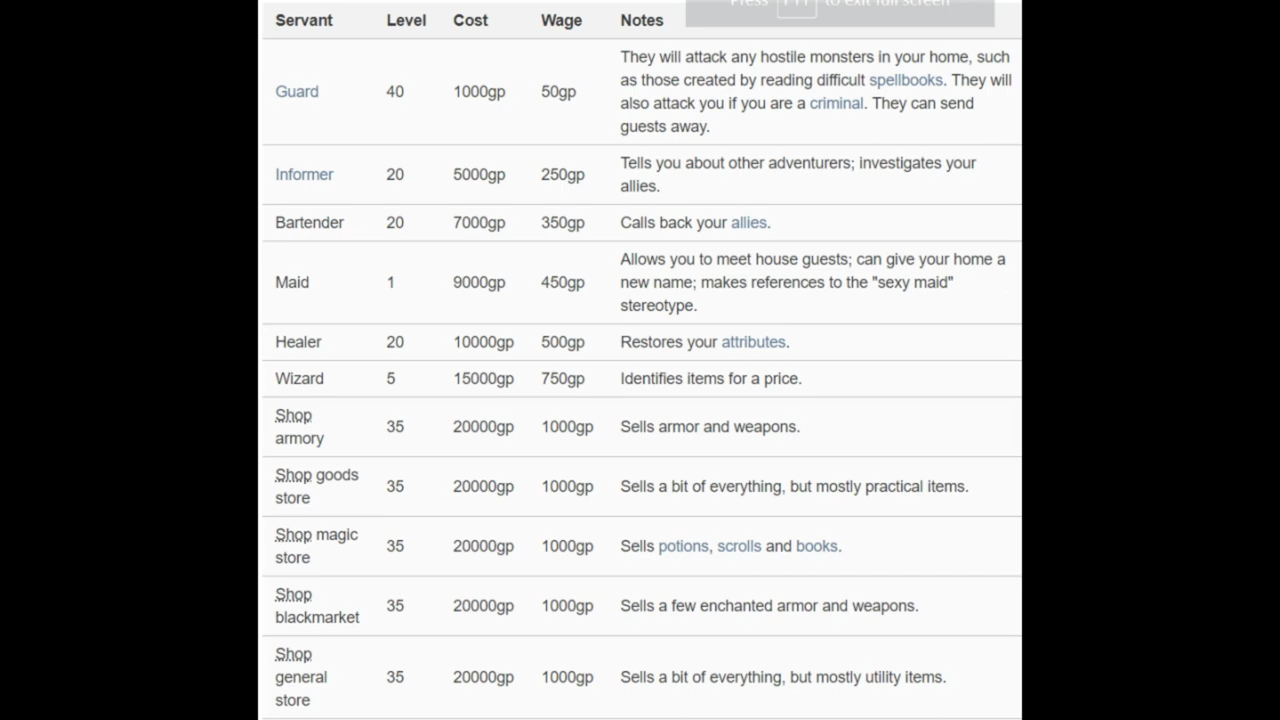 Press F11 to exit full screen
Servant Level Cost Wage Notes
Guard 40 1000gp 50gp They will attack any hostile monsters in your home, such
as those created by reading difficult spellbooks. They will
also attack you if you are a criminal. They can send
guests away.
Informer 20 5000gp 250gp Tells you about other adventurers; investigates your
allies.
Bartender 20 7000gp 350gp Calls back your allies.
Maid 1 9000gp 450gp Allows you to meet house guests; can give your home a
new name; makes references to the "sexy maid"
stereotype.
Healer 20 10000gp 500gp Restores your attributes.
Wizard 5 15000gp 750gp Identifies items for a price.
Shop
armory 35 20000gp 1000gp Sells armor and weapons.
Shop goods
store 35 20000gp 1000gp Sells a bit of everything, but mostly practical items.
Shop magic
store 35 20000gp 1000gp Sells potions, scrolls and books.
Shop
blackmarket 35 20000gp 1000gp Sells a few enchanted armor and weapons.
Shop
general 35 20000gp 1000gp Sells a bit of everything, but mostly utility items.
store